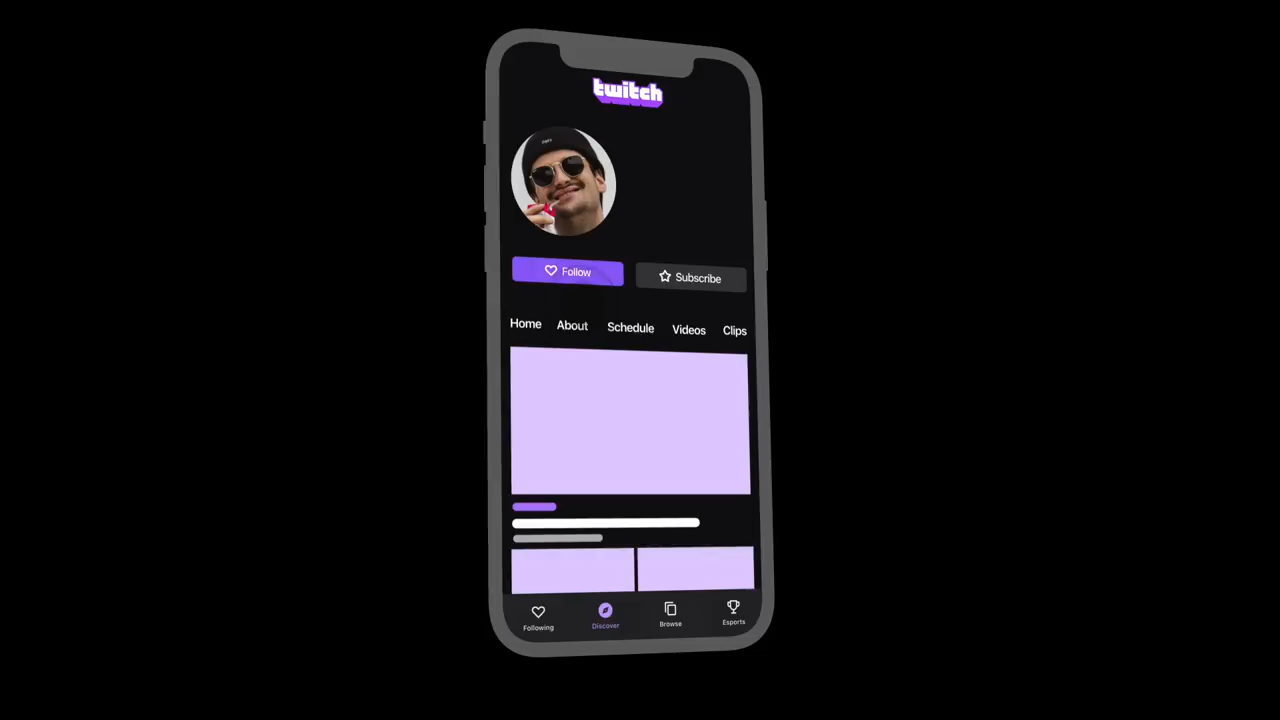 twitch
Follow
Subscribe
Home About Schedule Videos Clips
Following Discover Browse Esports